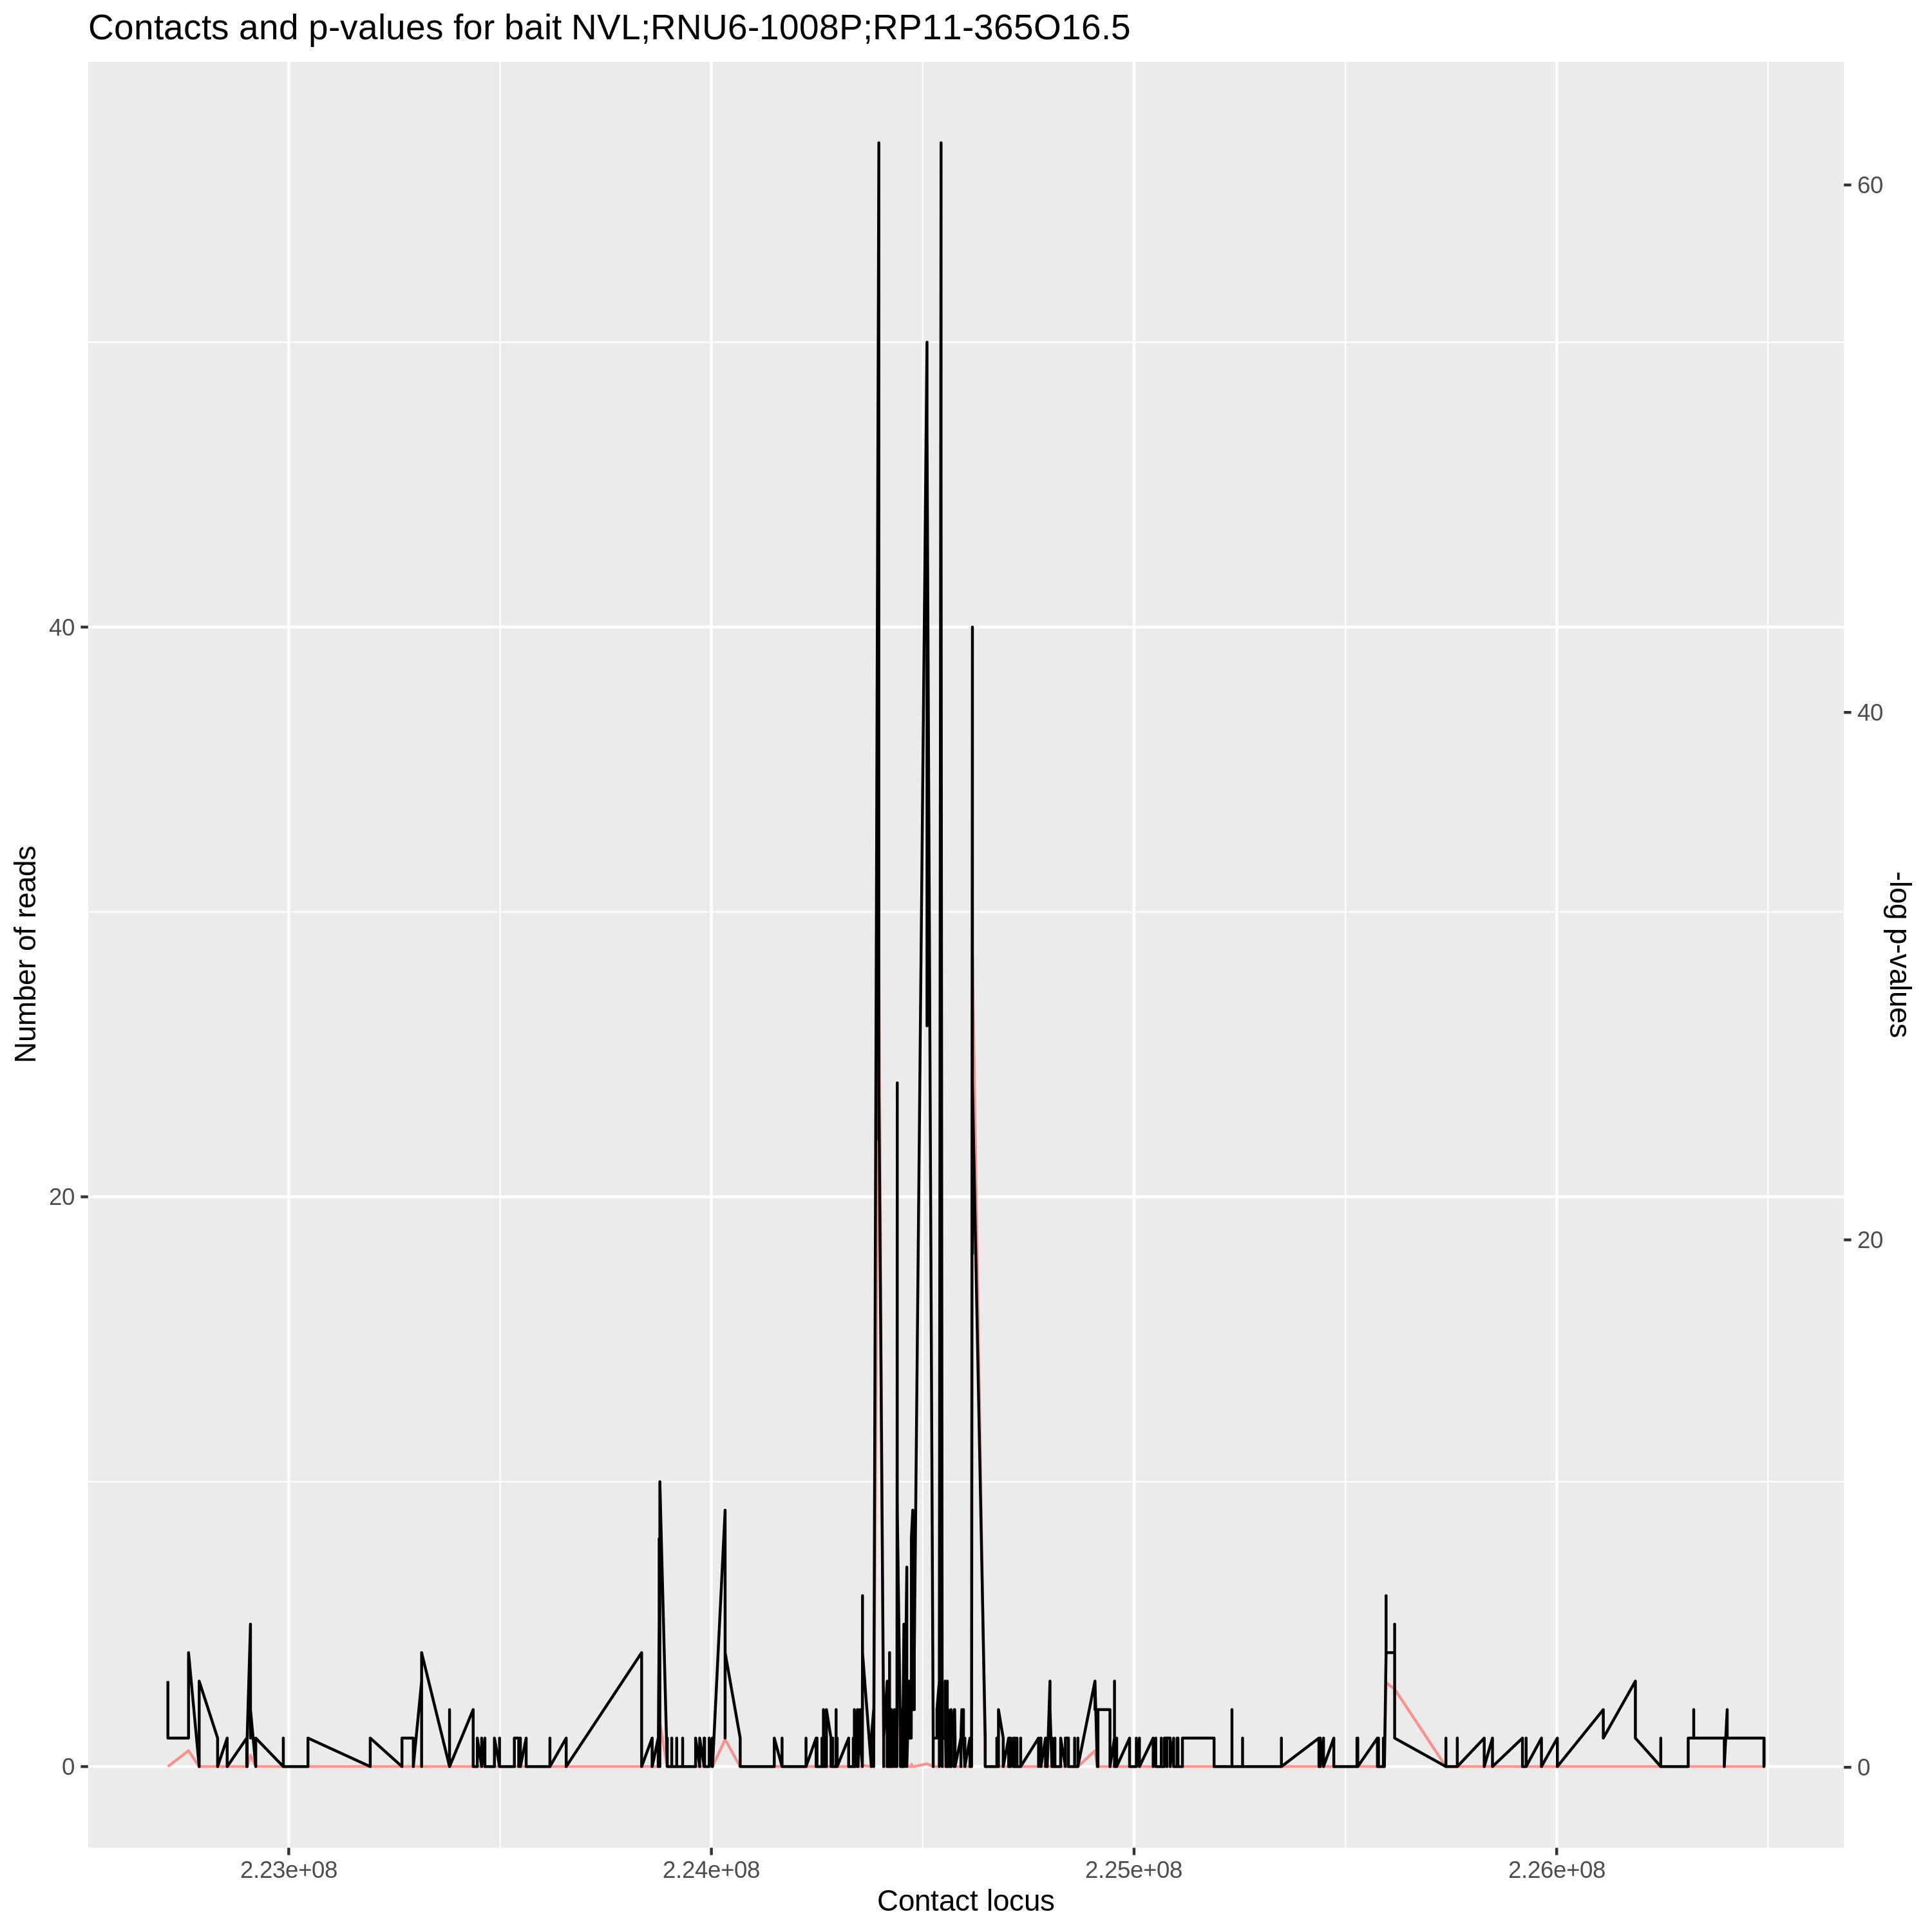 Contacts and p-values for bait NVL;RNU6-1008P;RP11-365O16.5
Number of reads
40
20
0
60
40
20
0
-log p-values
2.23e+08
2.24e+08
2.25e+08
2.26e+08
Contact locus